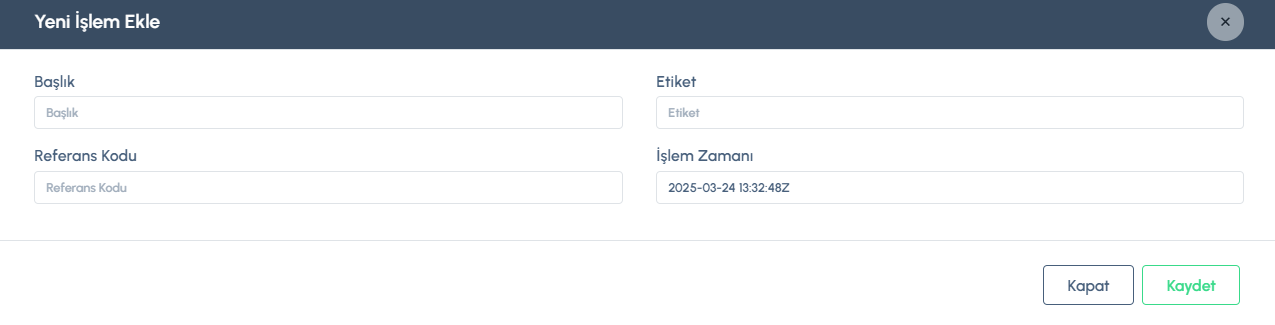 Yeni İşlem Ekle
×
Başlık
Etiket
Başlık
Etiket
Referans Kodu
İşlem Zamanı
Referans Kodu
2025-03-24 13:32:48Z
Kapat
Kaydet